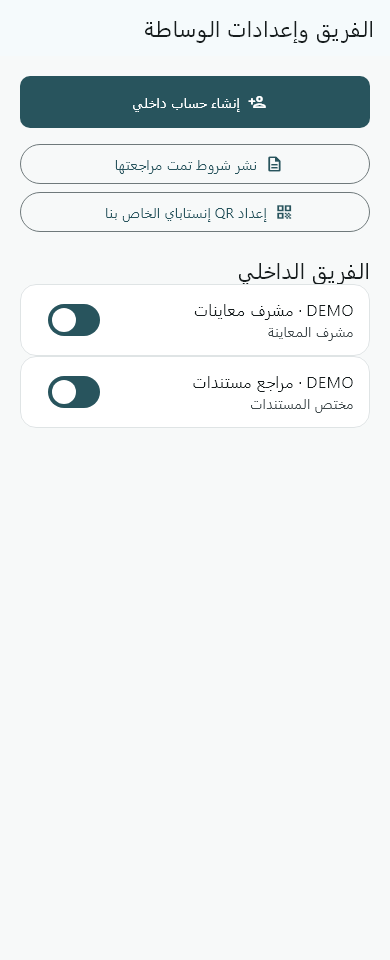 الفريق وإعدادات الوساطة
إنشاء حساب داخلي
نشر شروط تمت مراجعتها
إعداد QR إنستاباي الخاص بنا
الفريق الداخلي
DEMO · مشرف معاينات
مشرف المعاينة
DEMO · مراجع مستندات
مختص المستندات